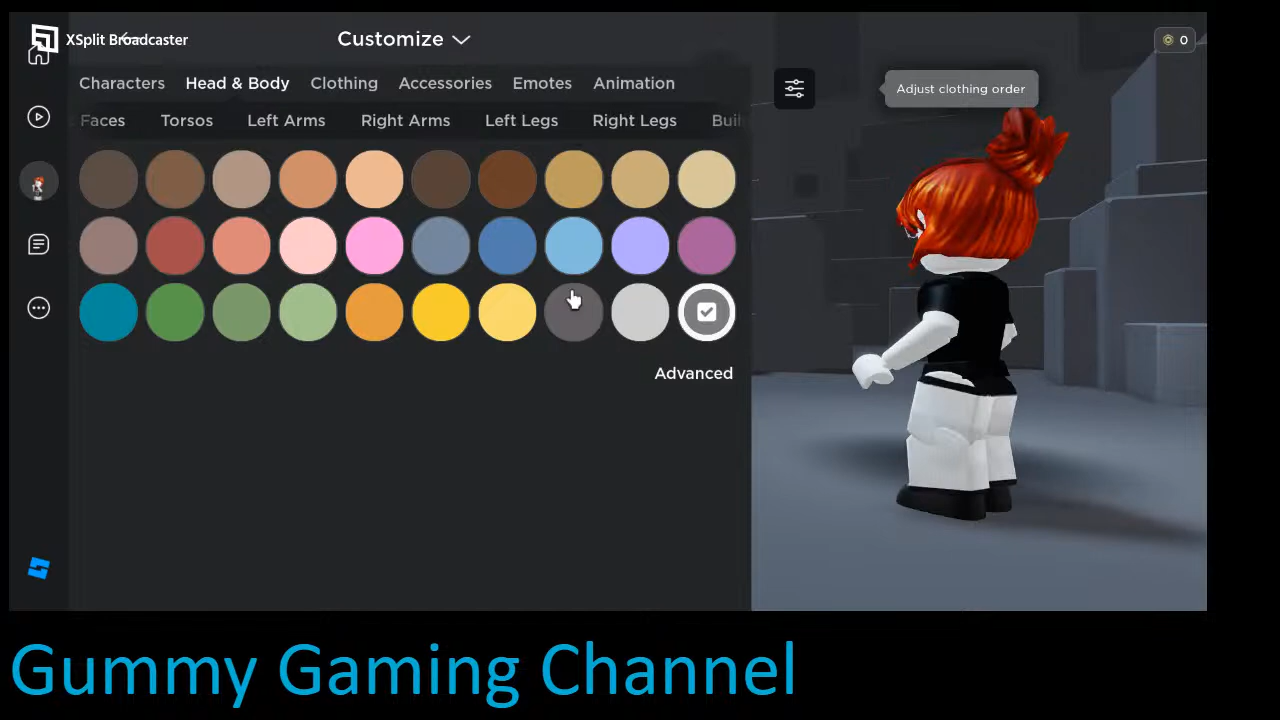 XSplit Broadcaster
Customize
0
Characters Head & Body Clothing Accessories Emotes Animation
Adjust clothing order
Faces Torsos Left Arms Right Arms Left Legs Right Legs Buil
Advanced
Gummy Gaming Channel